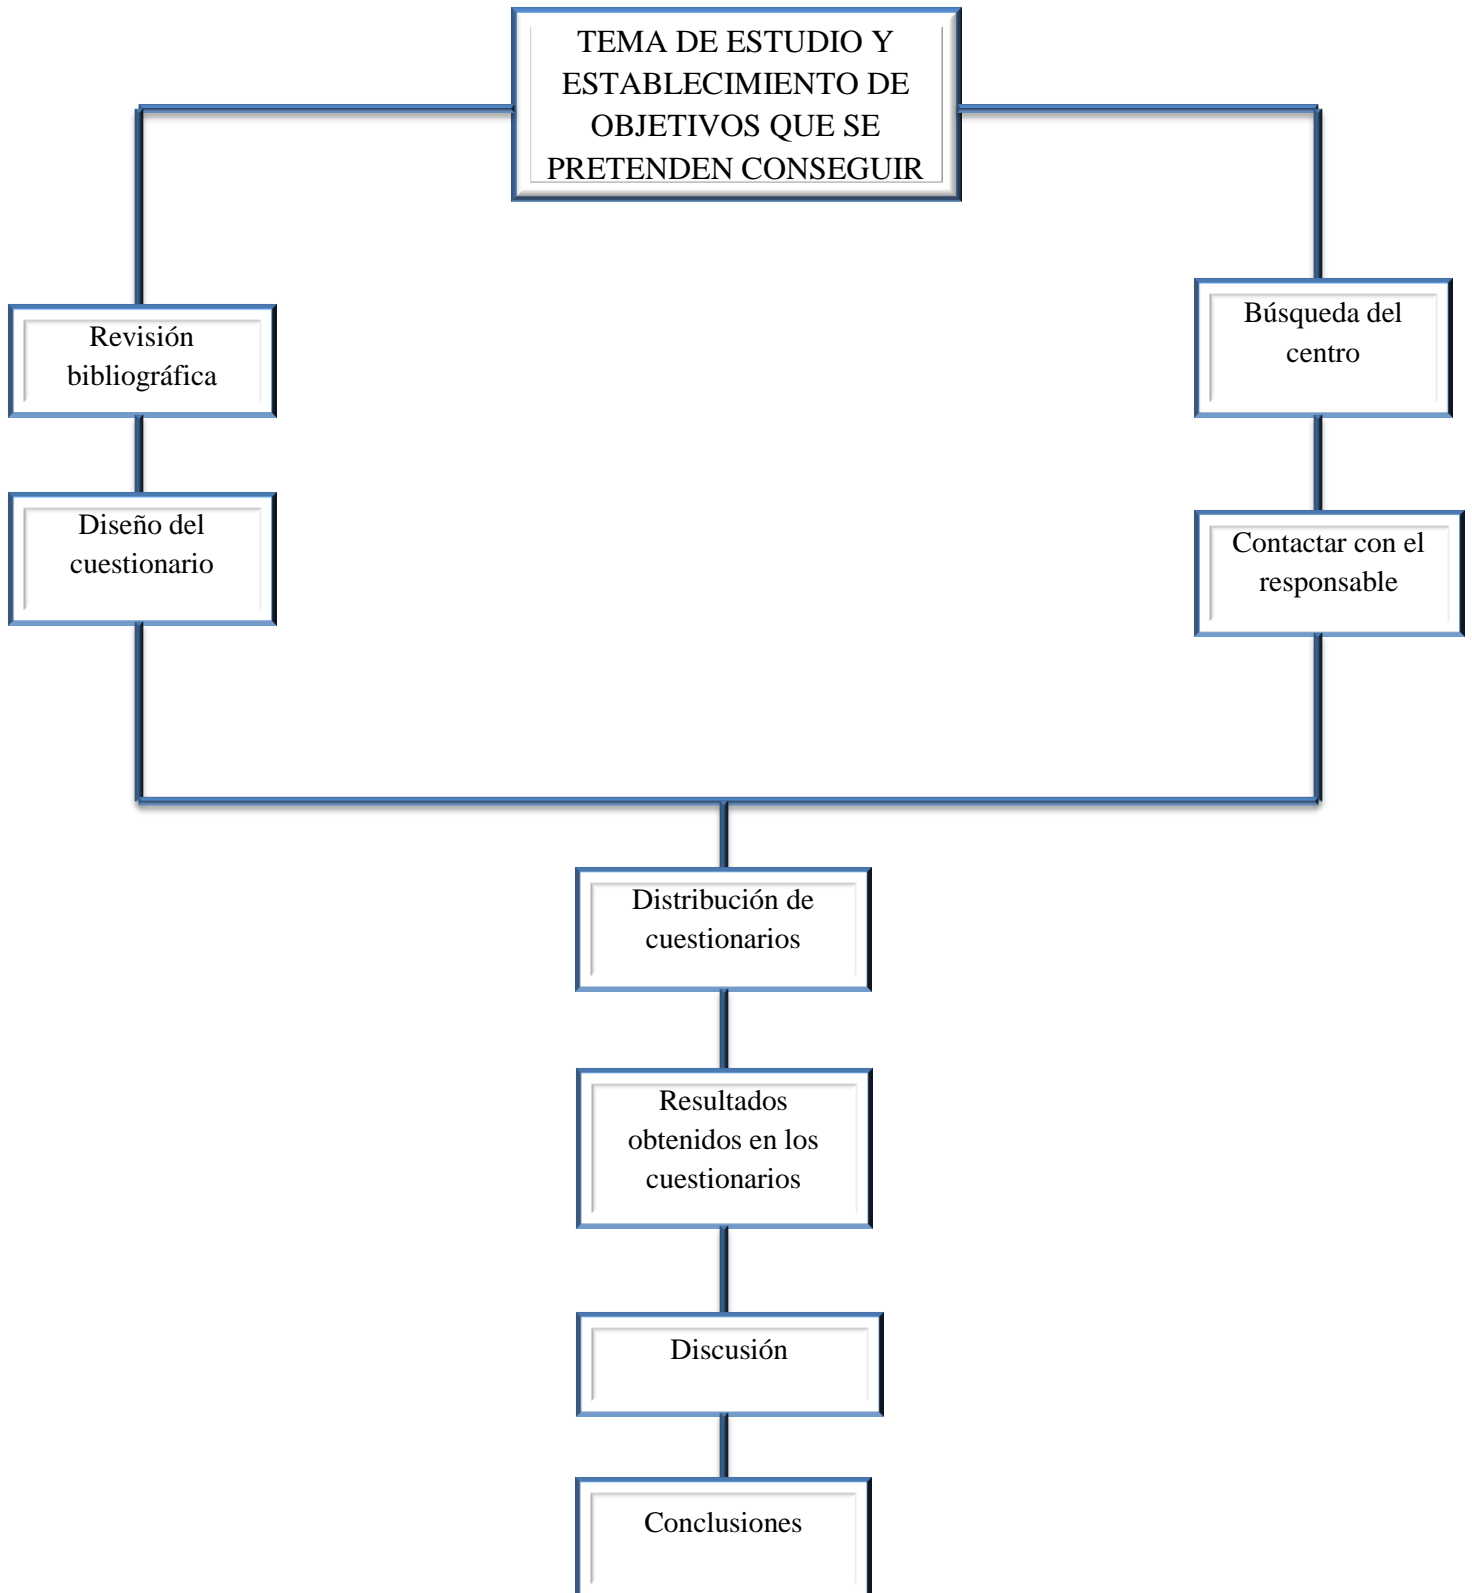 TEMA DE ESTUDIO Y
ESTABLECIMIENTO DE
OBJETIVOS QUE SE
PRETENDEN CONSEGUIR
Revisión
bibliográfica
Búsqueda del
centro
Diseño del
cuestionario
Contactar con el
responsable
Distribución de
cuestionarios
Resultados
obtenidos en los
cuestionarios
Discusión
Conclusiones